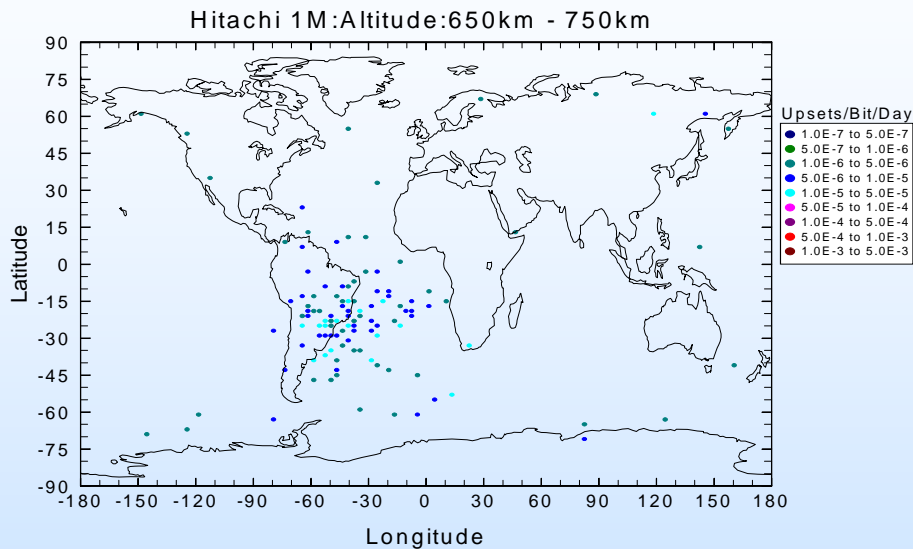 Hitachi 1M:Altitude:650km - 750km
90
75
60
45
30
15
0
-15
-30
-45
-60
-75
-90
Latitude
-180 -150 -120 -90 -60 -30 0 30 60 90 120 150 180
Longitude
Upsets/Bit/Day
1.0E-7 to 5.0E-7
5.0E-7 to 1.0E-6
1.0E-6 to 5.0E-6
5.0E-6 to 1.0E-5
1.0E-5 to 5.0E-5
5.0E-5 to 1.0E-4
1.0E-4 to 5.0E-4
5.0E-4 to 1.0E-3
1.0E-3 to 5.0E-3